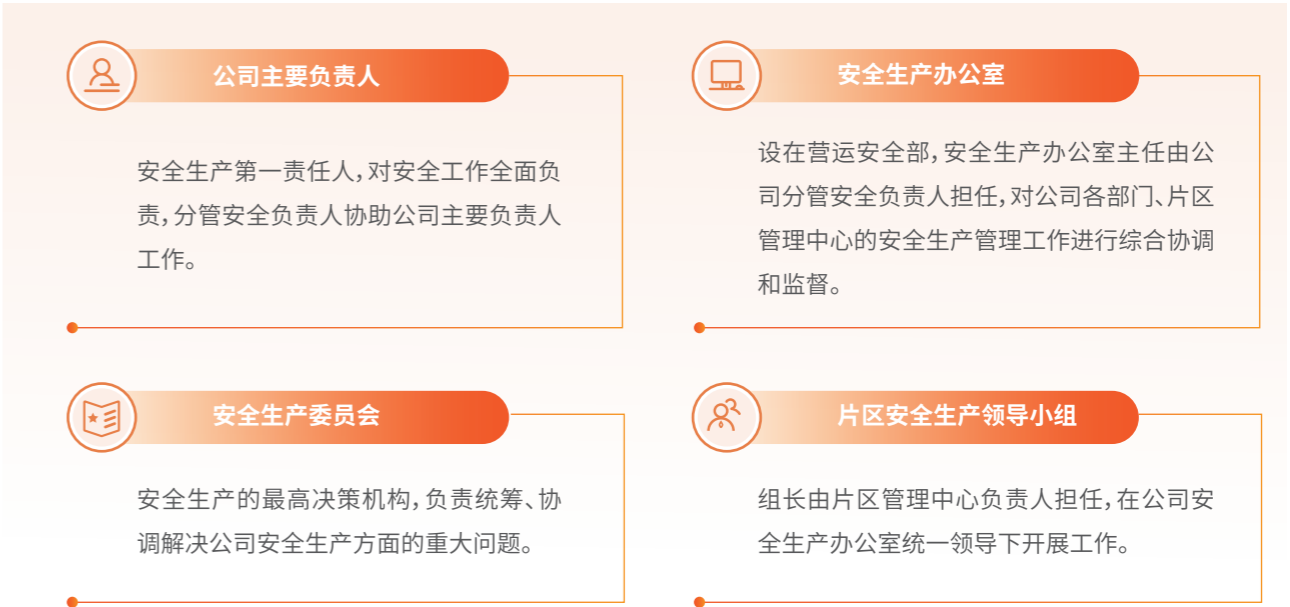 公司主要负责人
安全生产第一责任人，对安全工作全面负
责，分管安全负责人协助公司主要负责人
工作。
安全生产办公室
设在营运安全部，安全生产办公室主任由公
司分管安全负责人担任，对公司各部门、片区
管理中心的安全生产管理工作进行综合协调
和监督。
安全生产委员会
安全生产的最高决策机构，负责统筹、协
调解决公司安全生产方面的重大问题。
片区安全生产领导小组
组长由片区管理中心负责人担任，在公司安
全生产办公室统一领导下开展工作。